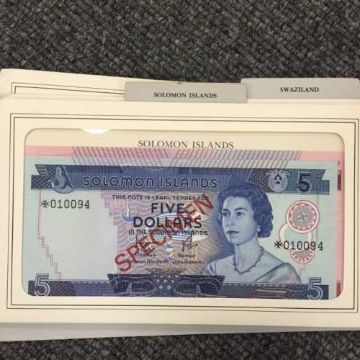 SOLOMON ISLANDS
SWAZILAND
SOLOMON ISLANDS
SOLOMON ISLANDS
5
THIS NOTE IS LEGAL TENDER FOR
*010094
FIVE
DOLLARS
IN THE SOLOMON ISLANDS
SPECIMEN
*010094
5
5